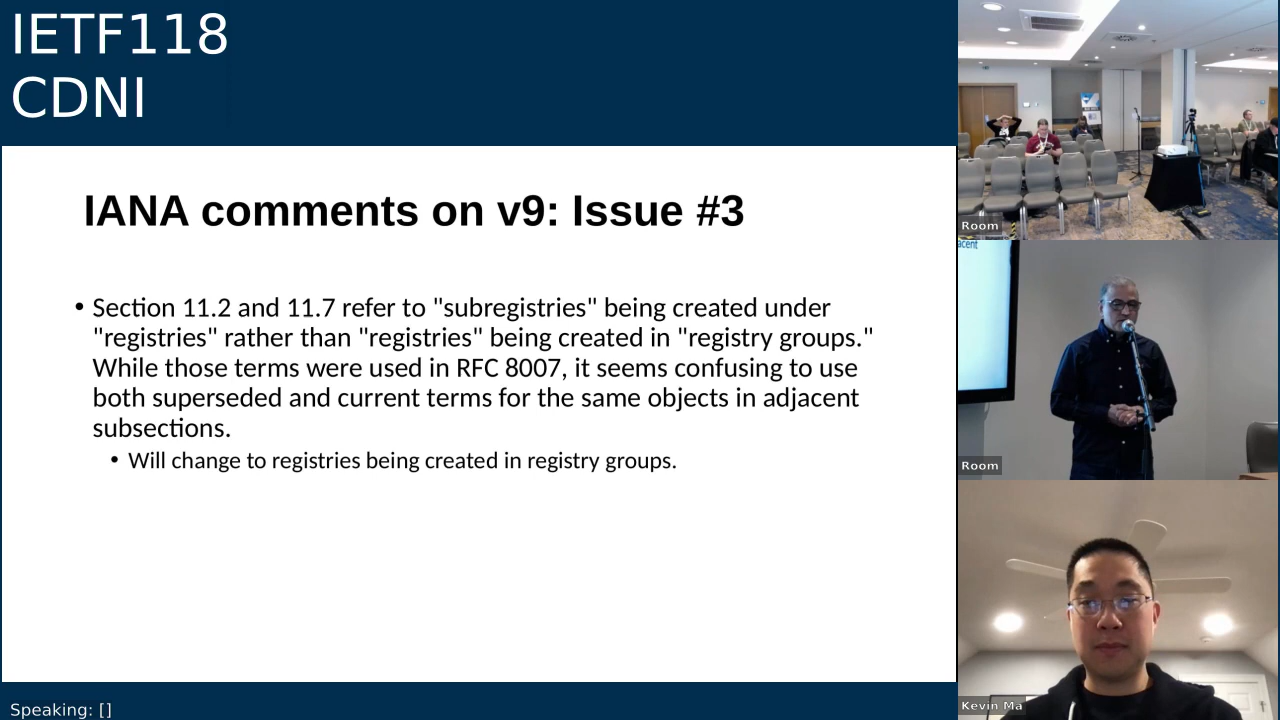 IETF118
CDNI
IANA comments on v9: Issue #3
• Section 11.2 and 11.7 refer to "subregistries" being created under
"registries" rather than "registries" being created in "registry groups."
While those terms were used in RFC 8007, it seems confusing to use
both superseded and current terms for the same objects in adjacent
subsections.
• Will change to registries being created in registry groups.
Speaking: []
Room
acent
Room
Kevin Ma